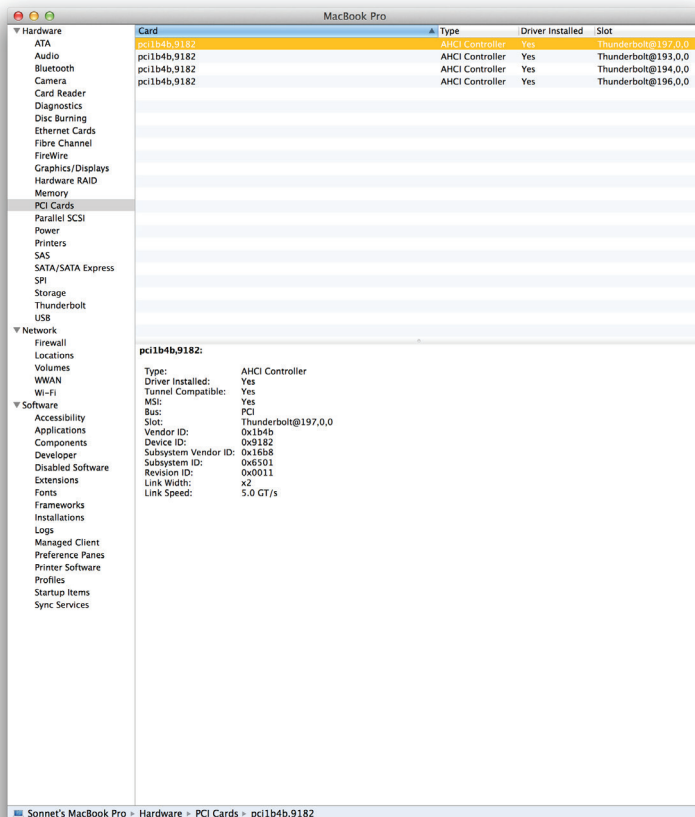 MacBook Pro
Hardware
ATA
Audio
Bluetooth
Camera
Card Reader
Diagnostics
Disc Burning
Ethernet Cards
Fibre Channel
FireWire
Graphics/Displays
Hardware RAID
Memory
PCI Cards
Parallel SCSI
Power
Printers
SAS
SATA/SATA Express
SPI
Storage
Thunderbolt
USB
Network
Firewall
Locations
Volumes
WWAN
Wi-Fi
Software
Accessibility
Applications
Components
Developer
Disabled Software
Extensions
Fonts
Frameworks
Installations
Logs
Managed Client
Preference Panes
Printer Software
Profiles
Startup Items
Sync Services
Card Type Driver Installed Slot
pci1b4b,9182 AHCI Controller Yes Thunderbolt@197,0,0
pci1b4b,9182 AHCI Controller Yes Thunderbolt@193,0,0
pci1b4b,9182 AHCI Controller Yes Thunderbolt@194,0,0
pci1b4b,9182 AHCI Controller Yes Thunderbolt@196,0,0
pci1b4b,9182:
Type: AHCI Controller
Driver Installed: Yes
Tunnel Compatible: Yes
MSI: Yes
Bus: PCI
Slot: Thunderbolt@197,0,0
Vendor ID: 0x1b4b
Device ID: 0x9182
Subsystem Vendor ID: 0x16b8
Subsystem ID: 0x6501
Revision ID: 0x0011
Link Width: x2
Link Speed: 5.0 GT/s
Sonnet's MacBook Pro ▸ Hardware ▸ PCI Cards ▸ pci1b4b,9182